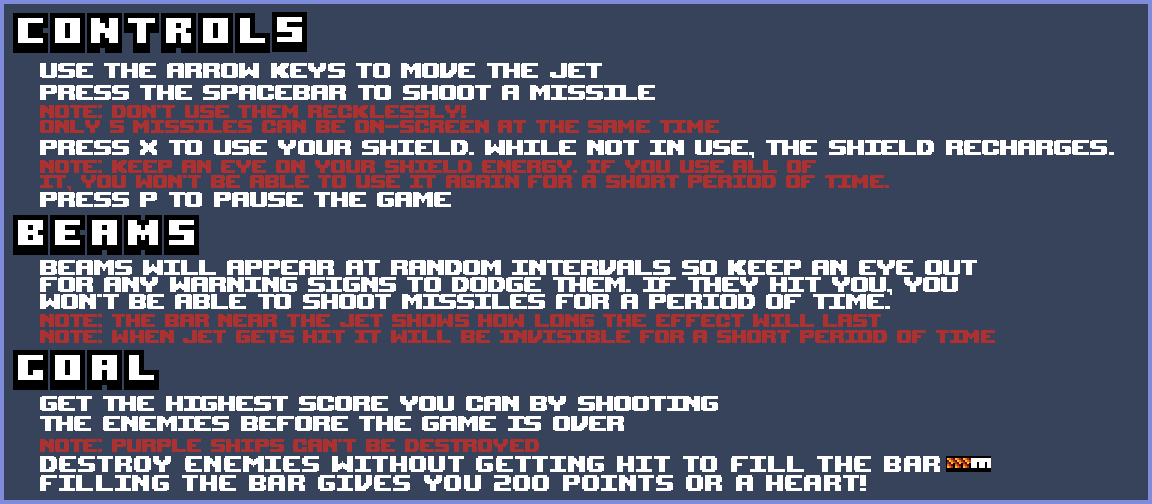 CONTROLS
USE THE ARROW KEYS TO MOVE THE JET
PRESS THE SPACEBAR TO SHOOT A MISSILE
NOTE: DON'T USE THEM RECKLESSLY!
ONLY 5 MISSILES CAN BE ON-SCREEN AT THE SAME TIME
PRESS X TO USE YOUR SHIELD. WHILE NOT IN USE, THE SHIELD RECHARGES.
NOTE: KEEP AN EYE ON YOUR SHIELD ENERGY. IF YOU USE ALL OF
IT, YOU WON'T BE ABLE TO USE IT AGAIN FOR A SHORT PERIOD OF TIME.
PRESS P TO PAUSE THE GAME
BEAMS
BEAMS WILL APPEAR AT RANDOM INTERVALS SO KEEP AN EYE OUT
FOR ANY WARNING SIGNS TO DODGE THEM. IF THEY HIT YOU, YOU
WON'T BE ABLE TO SHOOT MISSILES FOR A PERIOD OF TIME.
NOTE: THE BAR NEAR THE JET SHOWS HOW LONG THE EFFECT WILL LAST
NOTE: WHEN JET GETS HIT IT WILL BE INVISIBLE FOR A SHORT PERIOD OF TIME
GOAL
GET THE HIGHEST SCORE YOU CAN BY SHOOTING
THE ENEMIES BEFORE THE GAME IS OVER
NOTE: PURPLE SHIPS CAN'T BE DESTROYED
DESTROY ENEMIES WITHOUT GETTING HIT TO FILL THE BAR m
FILLING THE BAR GIVES YOU 200 POINTS OR A HEART!